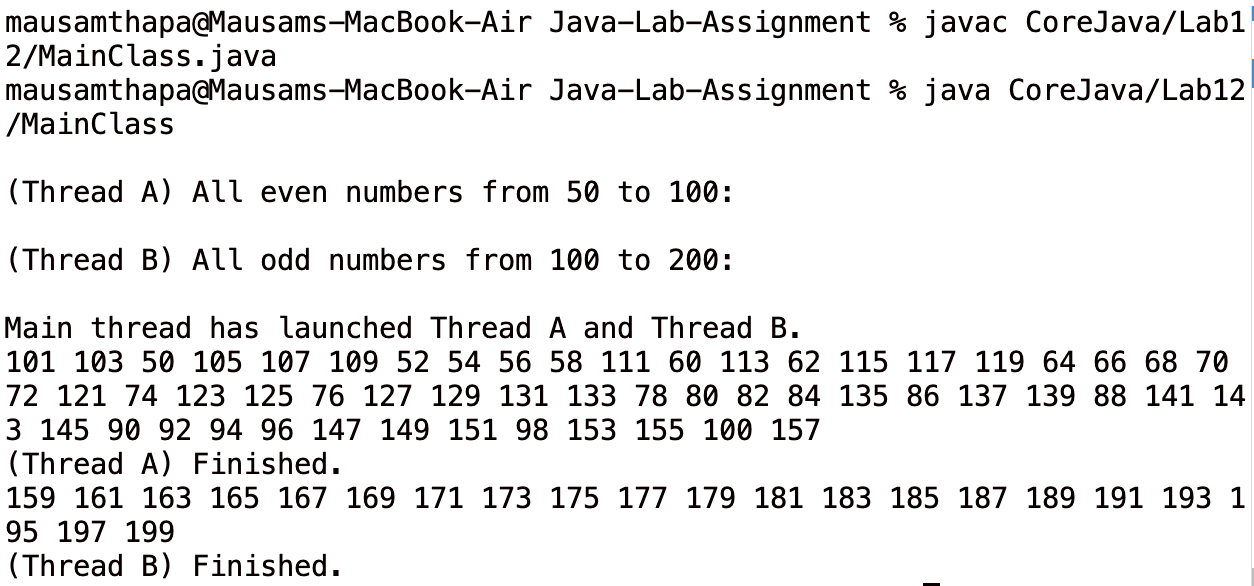 mausamthapa@Mausams-MacBook-Air Java-Lab-Assignment % javac CoreJava/Lab1
2/MainClass.java
mausamthapa@Mausams-MacBook-Air Java-Lab-Assignment % java CoreJava/Lab12
/MainClass
(Thread A) All even numbers from 50 to 100:
(Thread B) All odd numbers from 100 to 200:
Main thread has launched Thread A and Thread B.
101 103 50 105 107 109 52 54 56 58 111 60 113 62 115 117 119 64 66 68 70
72 121 74 123 125 76 127 129 131 133 78 80 82 84 135 86 137 139 88 141 14
3 145 90 92 94 96 147 149 151 98 153 155 100 157
(Thread A) Finished.
159 161 163 165 167 169 171 173 175 177 179 181 183 185 187 189 191 193 1
95 197 199
(Thread B) Finished.